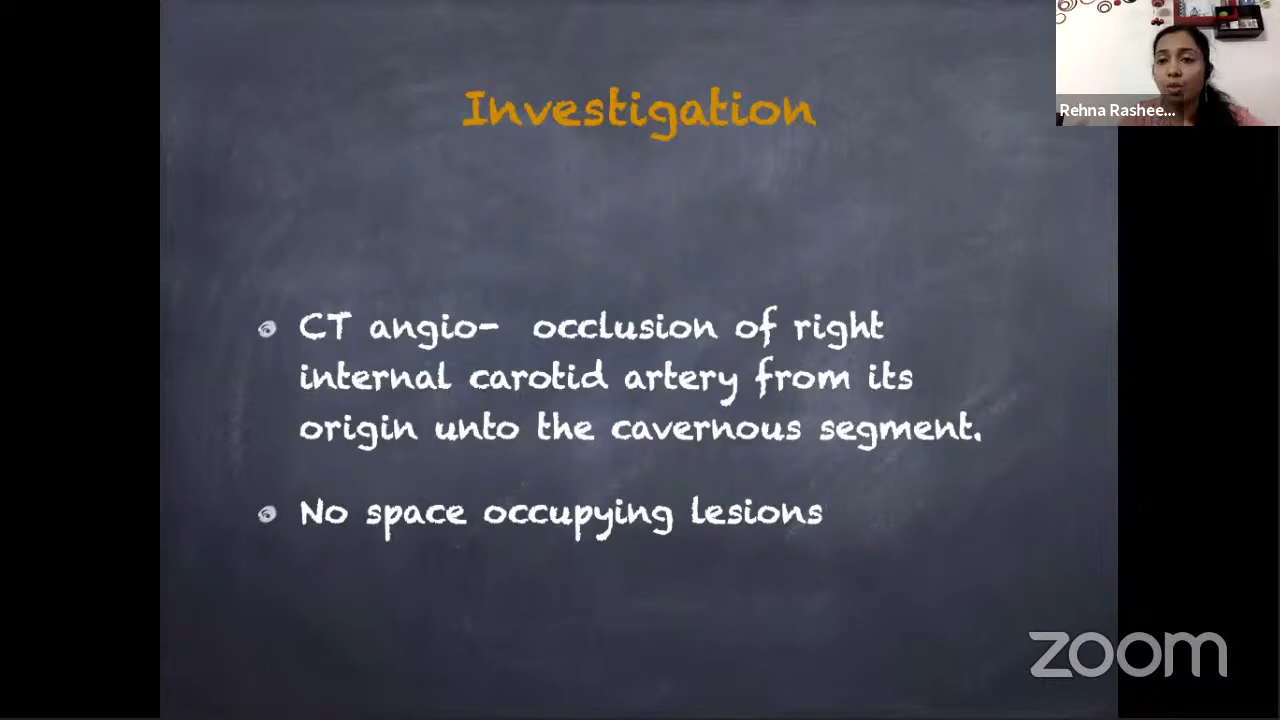 Investigation
Rehna Rashee...
CT angio- occlusion of right
internal carotid artery from its
origin unto the cavernous segment.
No space occupying lesions
zoom